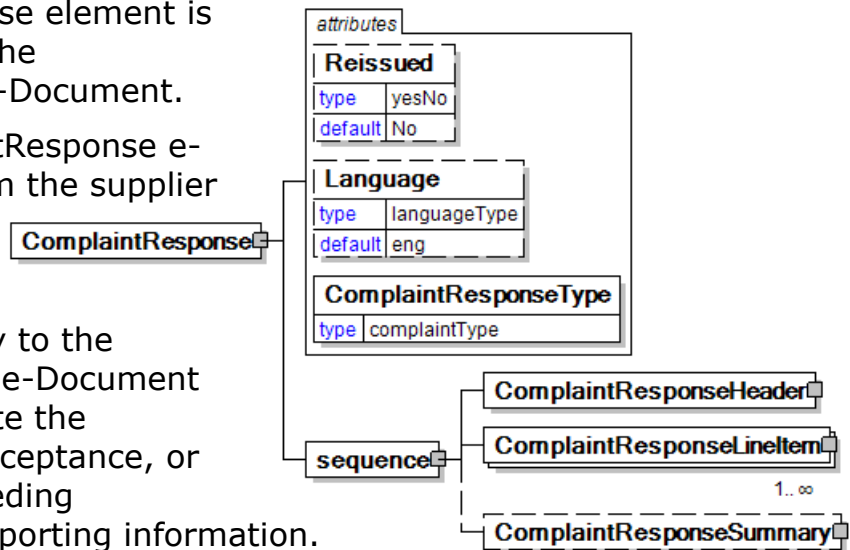 se element is
he
-Document.
tResponse e-
m the supplier
y to the
e-Document
te the
cceptance, or
eding
porting information.
attributes
Reissued
type yesNo
default No
Language
type languageType
default eng
ComplaintResponse
ComplaintResponseType
type complaintType
sequence
ComplaintResponseHeader
ComplaintResponseLineItem
1.. ∞
ComplaintResponseSummary